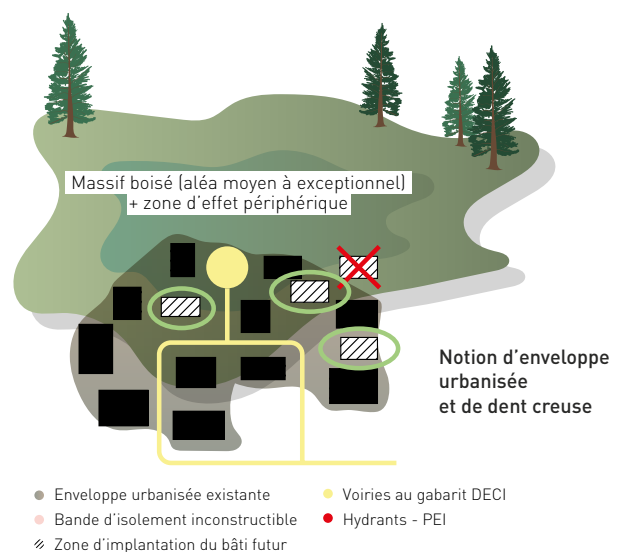 Massif boisé (aléa moyen à exceptionnel)
+ zone d'effet périphérique
Notion d'enveloppe
urbanisée
et de dent creuse
Enveloppe urbanisée existante
Bande d'isolement inconstructible
Zone d'implantation du bâti futur
Voiries au gabarit DECI
Hydrants - PEI